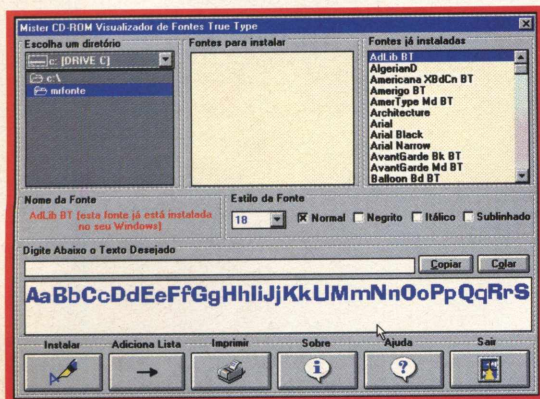 Mister CD-ROM Visualizador de Fontes True Type
Escolha um diretório
c: [DRIVE C]
c:\
mrfonte
Fontes para instalar
Fontes já instaladas
AdLib BT
AlgerianD
Americana XBdCn BT
Amerigo BT
AmerType Md BT
Architecture
Arial
Arial Black
Arial Narrow
AvantGarde Bk BT
AvantGarde Md BT
Balloon Bd BT
Nome da Fonte
AdLib BT [esta fonte já está instalada
no seu Windows]
Estilo da Fonte
18
Normal
Negrito
Itálico
Sublinhado
Digite Abaixo o Texto Desejado
Copiar
Colar
AaBbCcDdEeFfGgHhIiJjKkLlMmNnOoPpQqRrS
Instalar
Adiciona Lista
Imprimir
Sobre
Ajuda
Sair